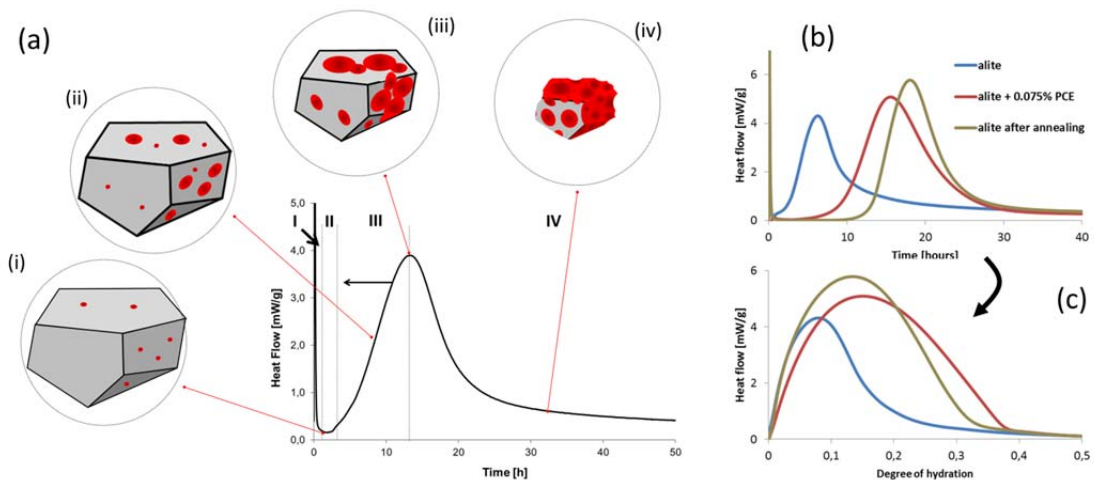 (a)
(i)
(ii)
(iii)
(iv)
I II III IV
5,0
4,0
3,0
2,0
1,0
0,0
Heat Flow [mW/g]
0 10 20 30 40 50
Time [h]
(b)
alite
alite + 0.075% PCE
alite after annealing
6
4
2
0
Heat flow [mW/g]
0 10 20 30 40
Time [hours]
(c)
6
4
2
0
Heat flow [mW/g]
0 0,1 0,2 0,3 0,4 0,5
Degree of hydration